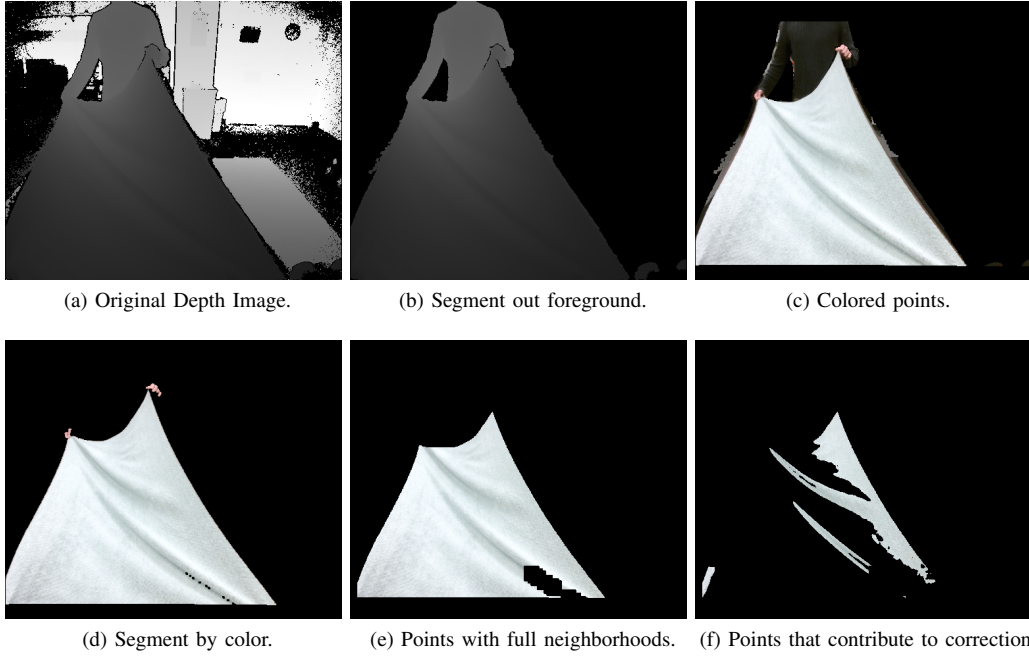 (a) Original Depth Image.
(b) Segment out foreground.
(c) Colored points.
(d) Segment by color.
(e) Points with full neighborhoods.
(f) Points that contribute to correction